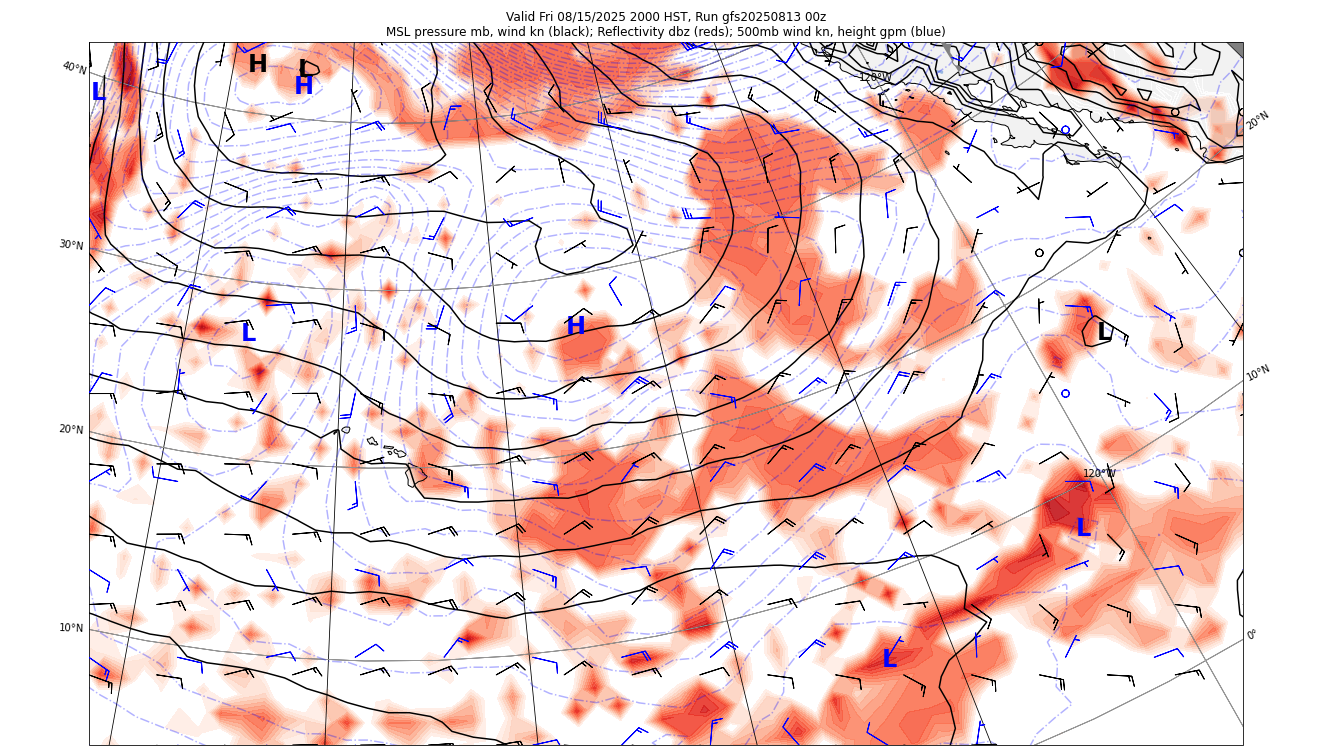 Valid Fri 08/15/2025 2000 HST, Run gfs20250813 00z
MSL pressure mb, wind kn (black); Reflectivity dbz (reds); 500mb wind kn, height gpm (blue)
H
L
H
L
40°N
120°W
20°N
30°N
H
L
L
10°N
20°N
120°W
L
10°N
0°
L